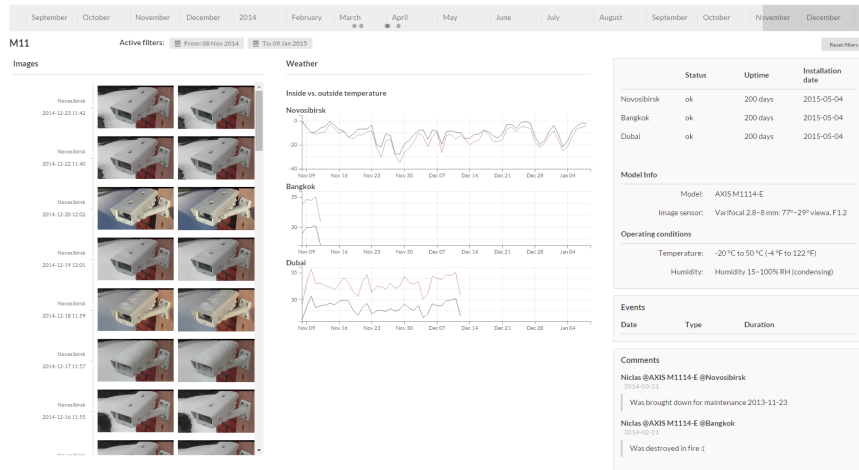 September October November December 2014 February March April May June July August September October November December
M11 Active filters: From: 08 Nov 2014 To: 09 Jan 2015 Reset filters
Images
Novosibirsk
2014-12-23 11:42
Novosibirsk
2014-12-22 11:40
Novosibirsk
2014-12-20 12:02
Novosibirsk
2014-12-19 12:01
Novosibirsk
2014-12-18 11:59
Novosibirsk
2014-12-17 11:57
Novosibirsk
2014-12-16 11:55
Novosibirsk
Weather
Inside vs. outside temperature
Novosibirsk
0
-20
-40
Nov 09 Nov 16 Nov 23 Nov 30 Dec 07 Dec 14 Dec 21 Dec 28 Jan 04
Bangkok
35
30
Nov 09 Nov 16 Nov 23 Nov 30 Dec 07 Dec 14 Dec 21 Dec 28 Jan 04
Dubai
35
30
Nov 09 Nov 16 Nov 23 Nov 30 Dec 07 Dec 14 Dec 21 Dec 28 Jan 04
Status Uptime Installation date
Novosibirsk ok 200 days 2015-05-04
Bangkok ok 200 days 2015-05-04
Dubai ok 200 days 2015-05-04
Model Info
Model: AXIS M1114-E
Image sensor: Varifocal 2.8-8 mm: 77°-29° viewa, F1.2
Operating conditions
Temperature: -20 °C to 50 °C (-4 °F to 122 °F)
Humidity: Humidity 15-100% RH (condensing)
Events
Date Type Duration
Comments
Niclas @AXIS M1114-E @Novosibirsk
2014-03-21
Was brought down for maintenance 2013-11-23
Niclas @AXIS M1114-E @Bangkok
2014-02-21
Was destroyed in fire :(